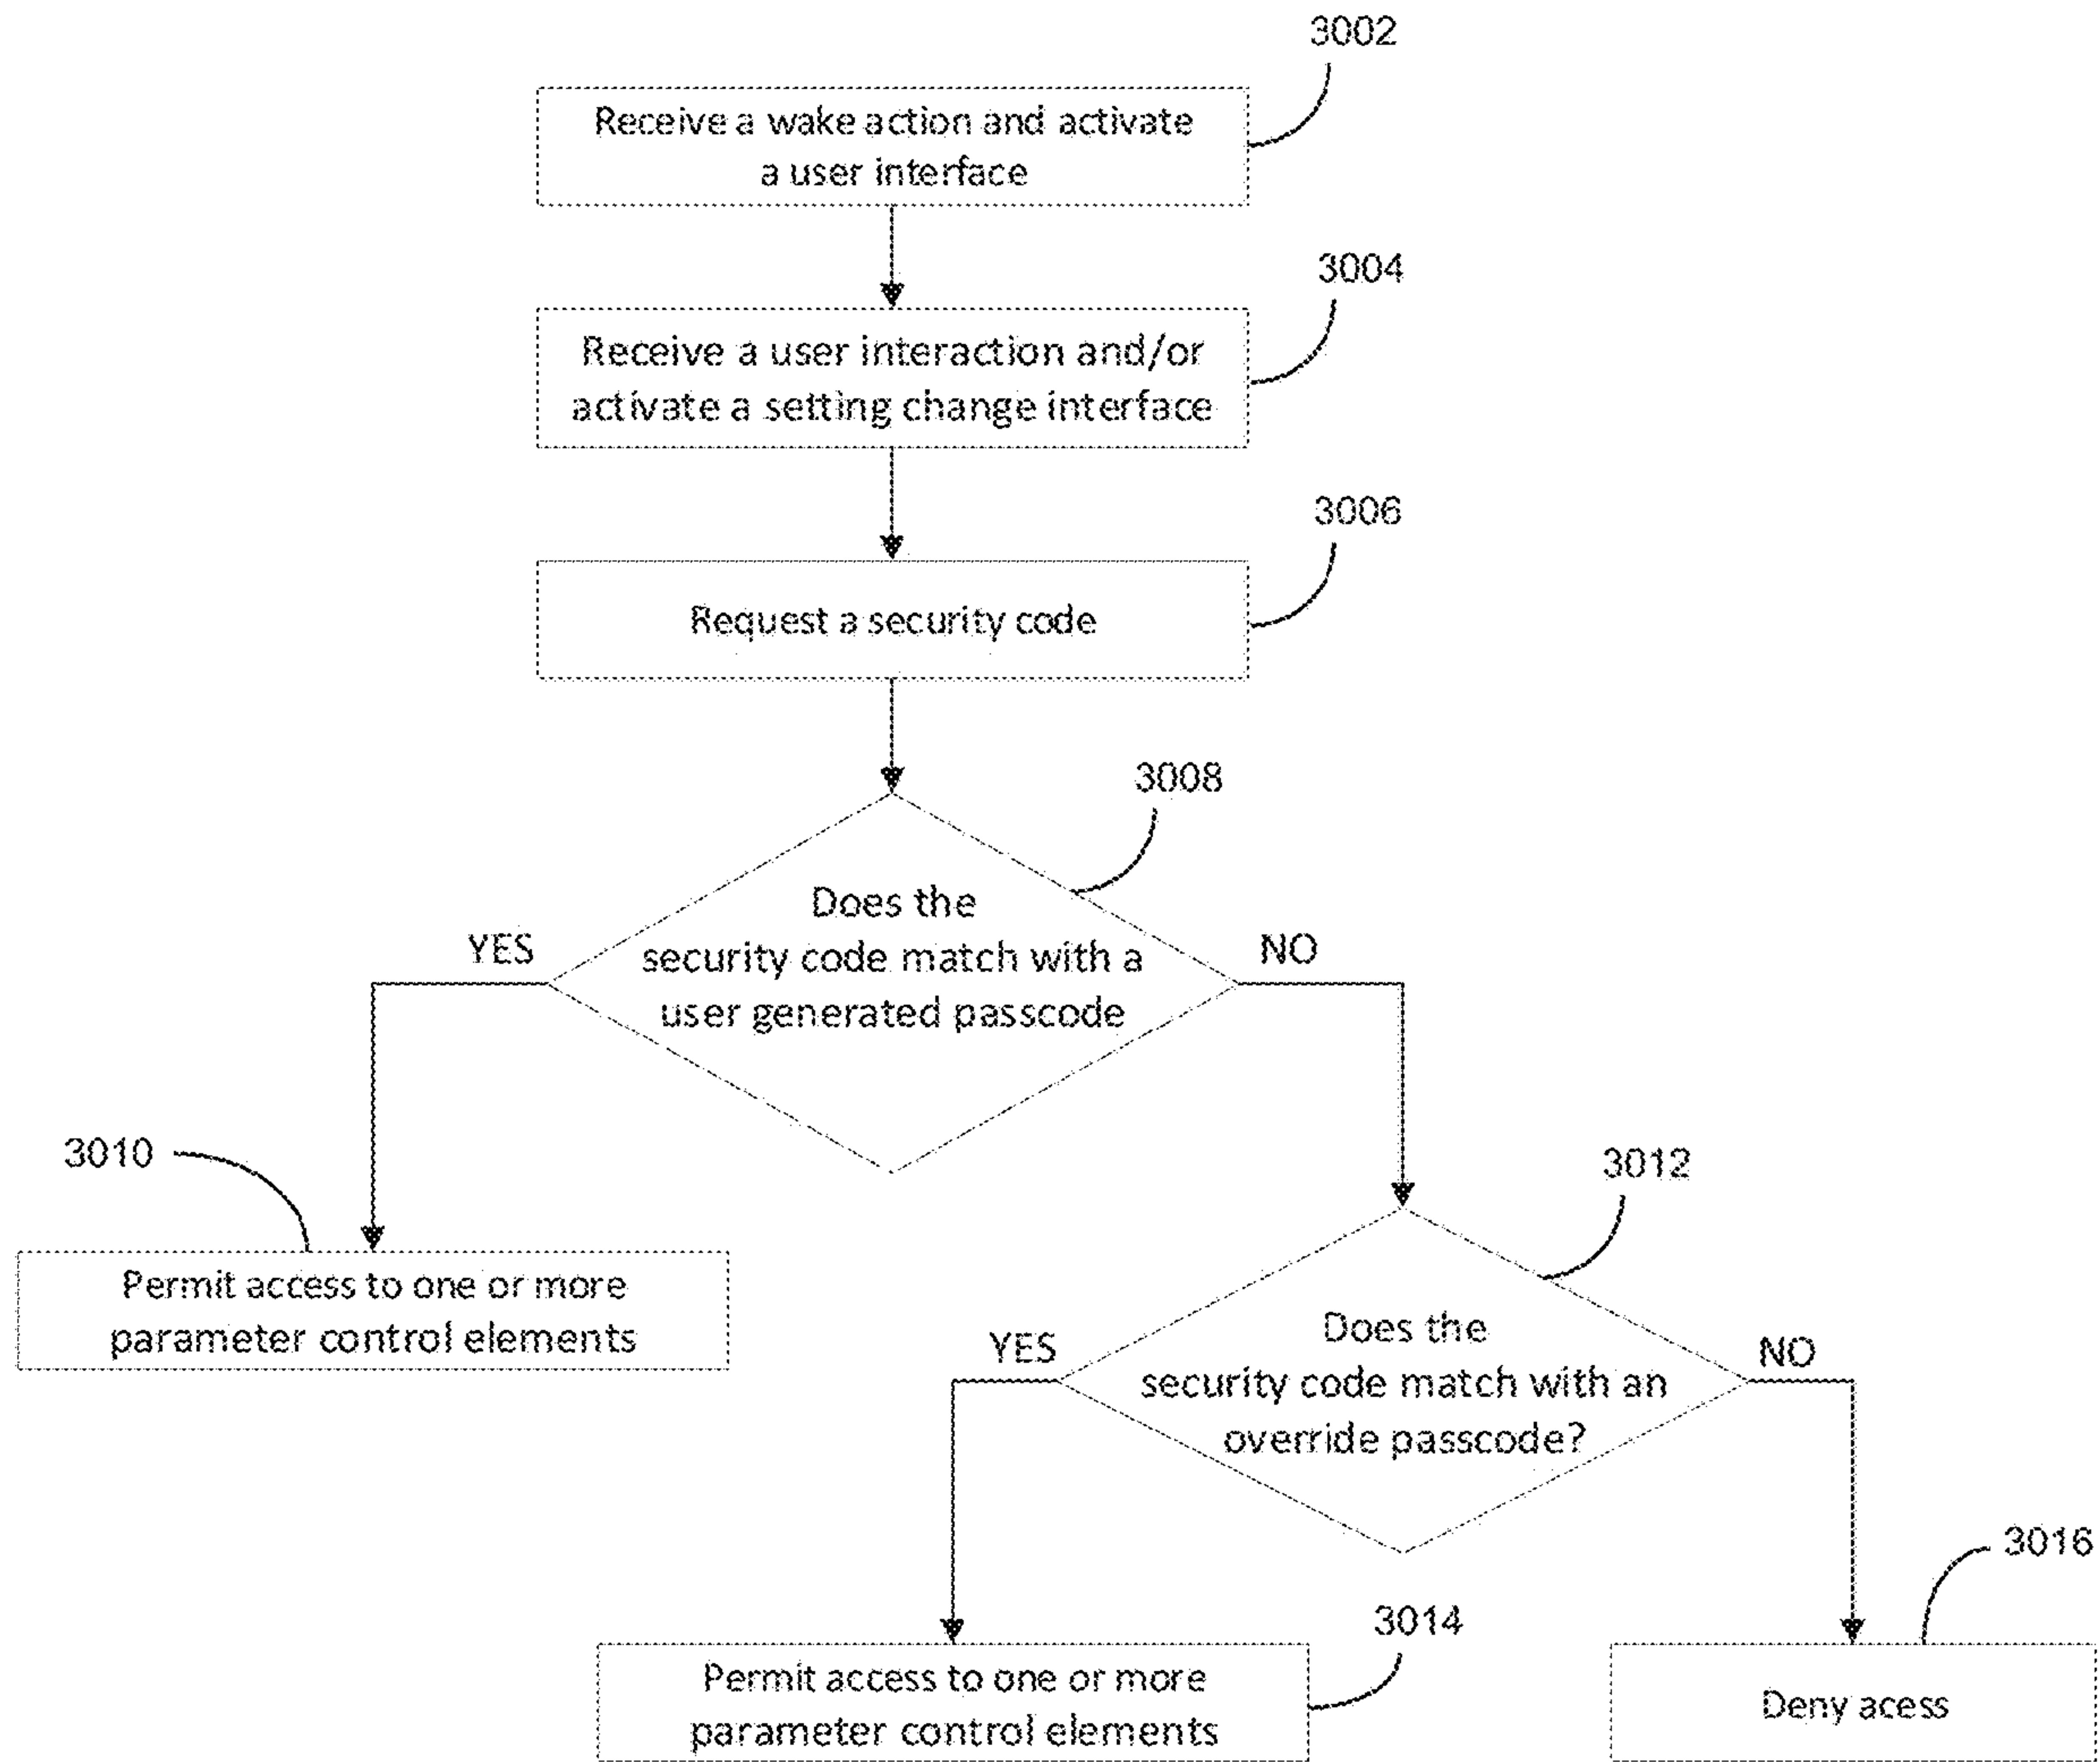 3002
Receive a wake action and activate
a user interface
3004
Receive a user interaction and/or
activate a setting change interface
3006
Request a security code
3008
Does the
security code match with a
user generated passcode
YES
NO
3010
Permit access to one or more
parameter control elements
3012
Does the
security code match with an
override passcode?
YES
NO
3014
Permit access to one or more
parameter control elements
3016
Deny acess